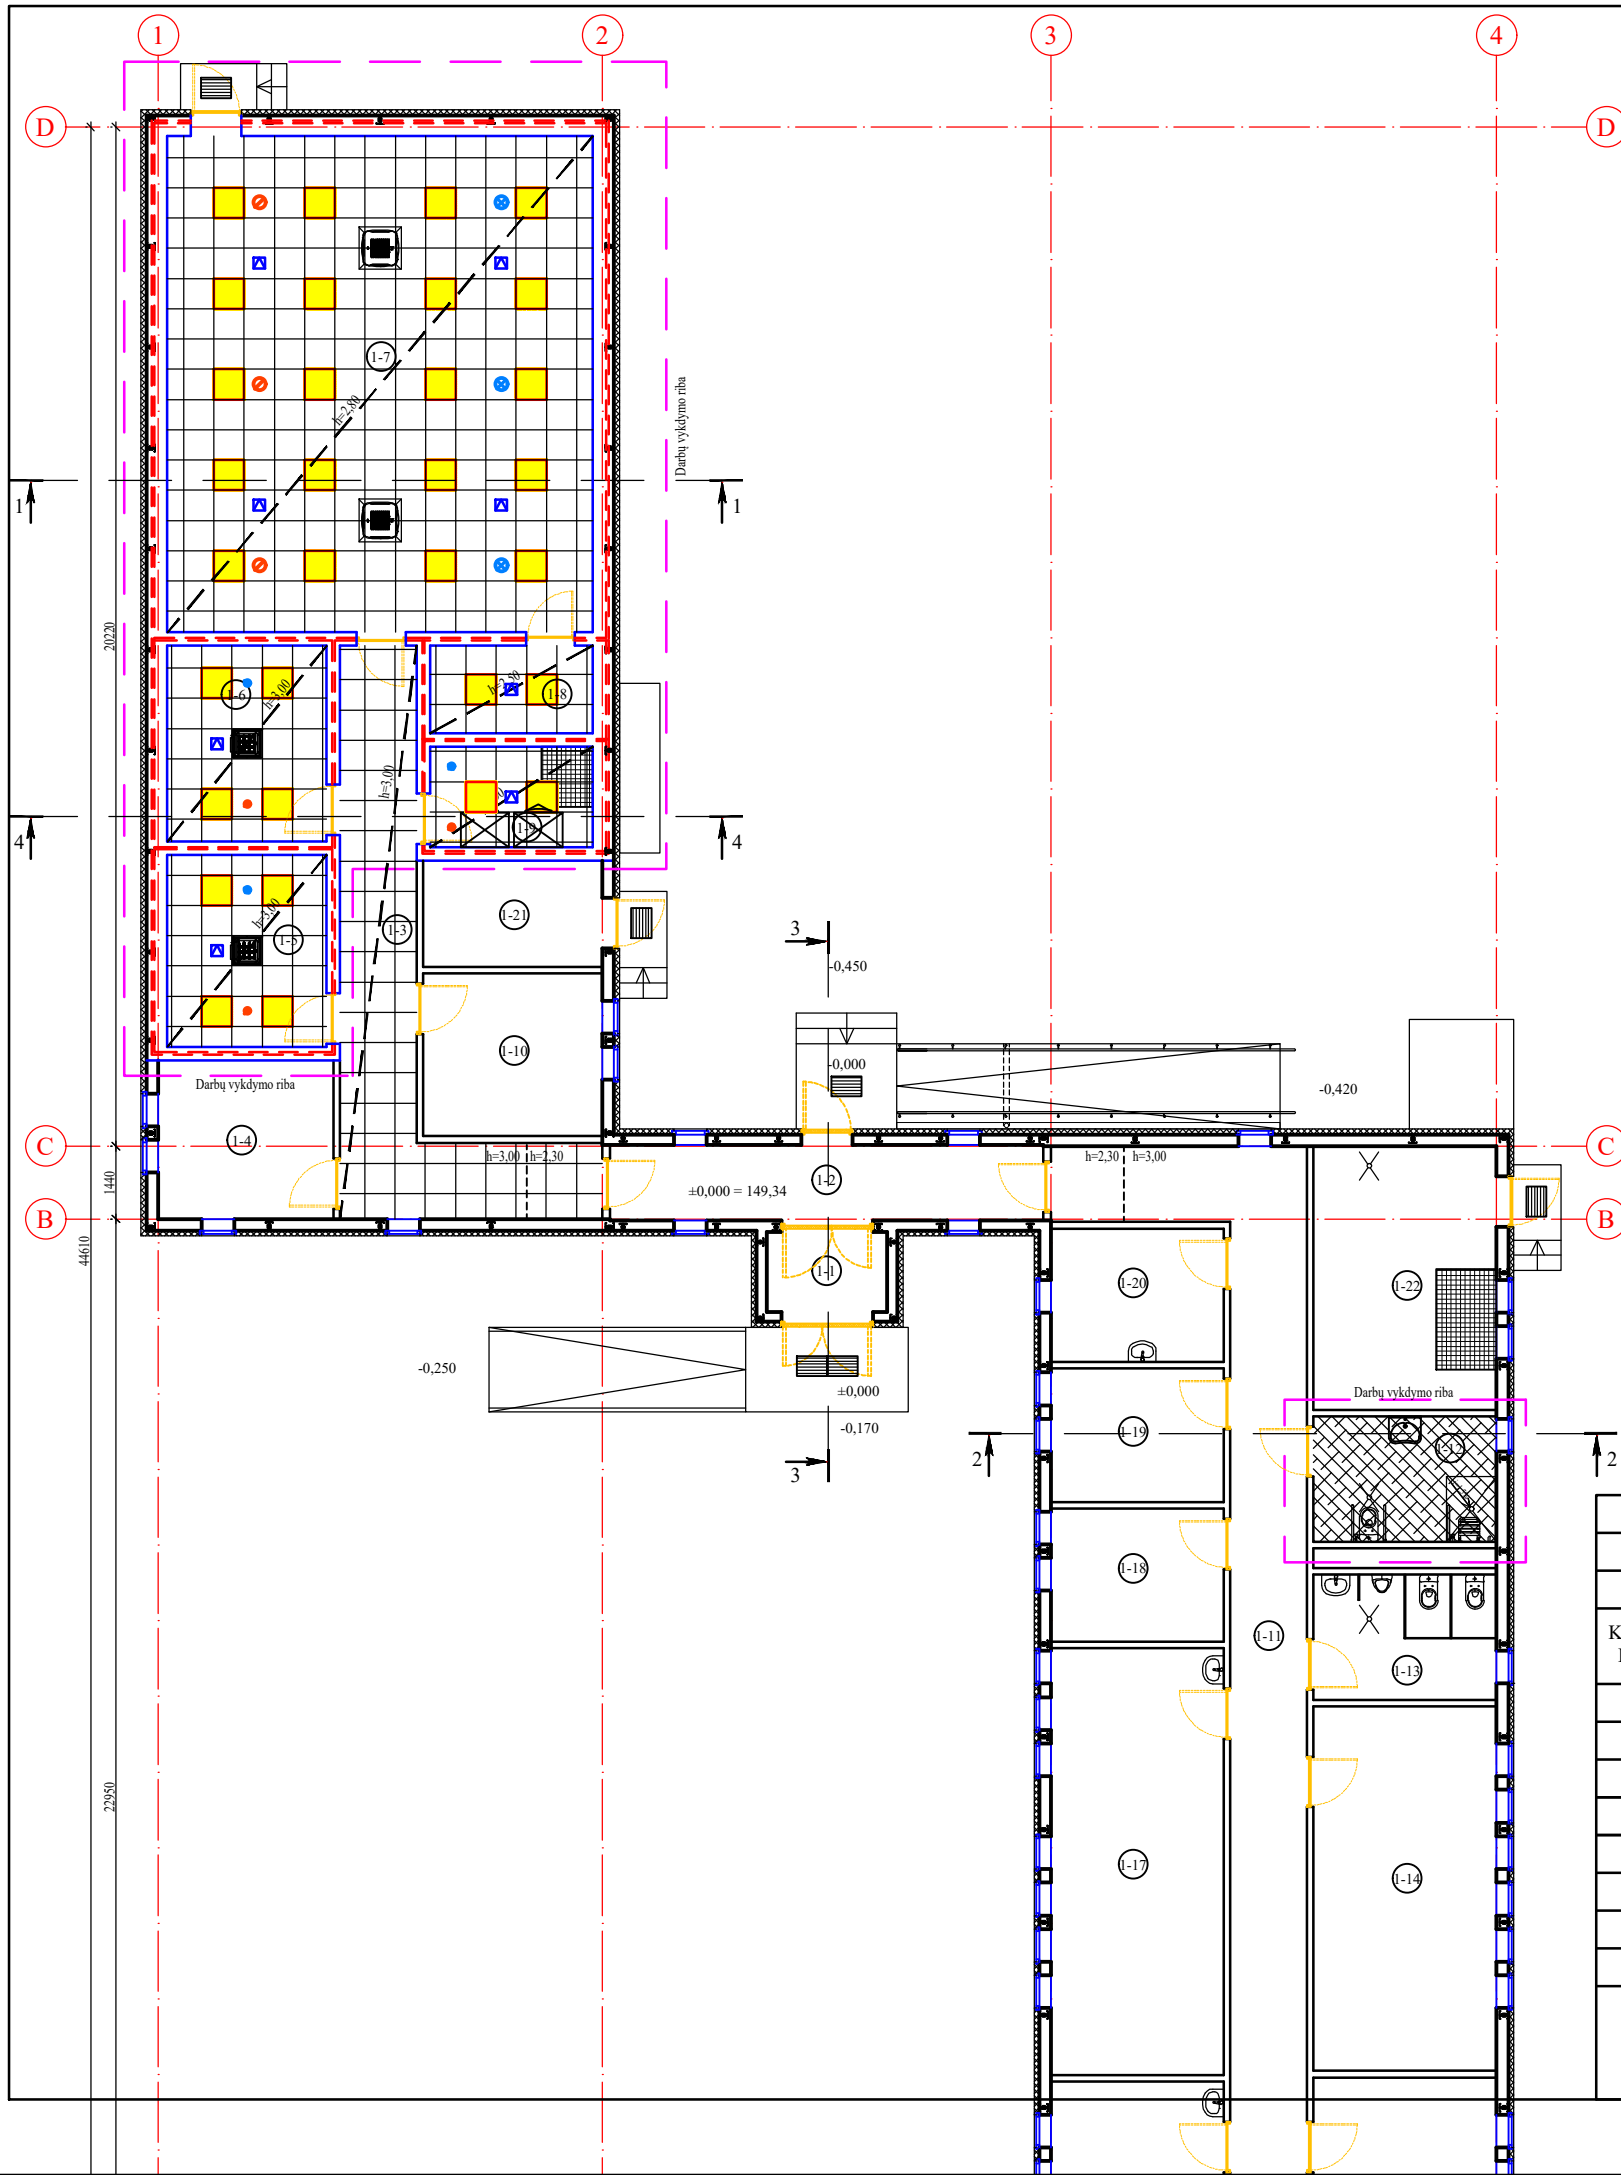 1
2
3
4
D
D
1-7
h=2,80
Darbų vykdymo riba
1
1
20220
1-6
h=3,00
1-8
h=3,00
1-9
4
4
h=3,00
1-5
1-3
1-21
3
-0,450
1-10
-0,000
-0,420
Darbų vykdymo riba
1-4
C
C
h=3,00
h=2,30
h=2,30
h=3,00
1440
1-2
±0,000 = 149,34
B
B
44610
1-1
1-20
1-22
-0,250
±0,000
-0,170
Darbų vykdymo riba
1-19
1-12
2
2
3
1-18
1-11
K
1-13
22950
1-17
1-14